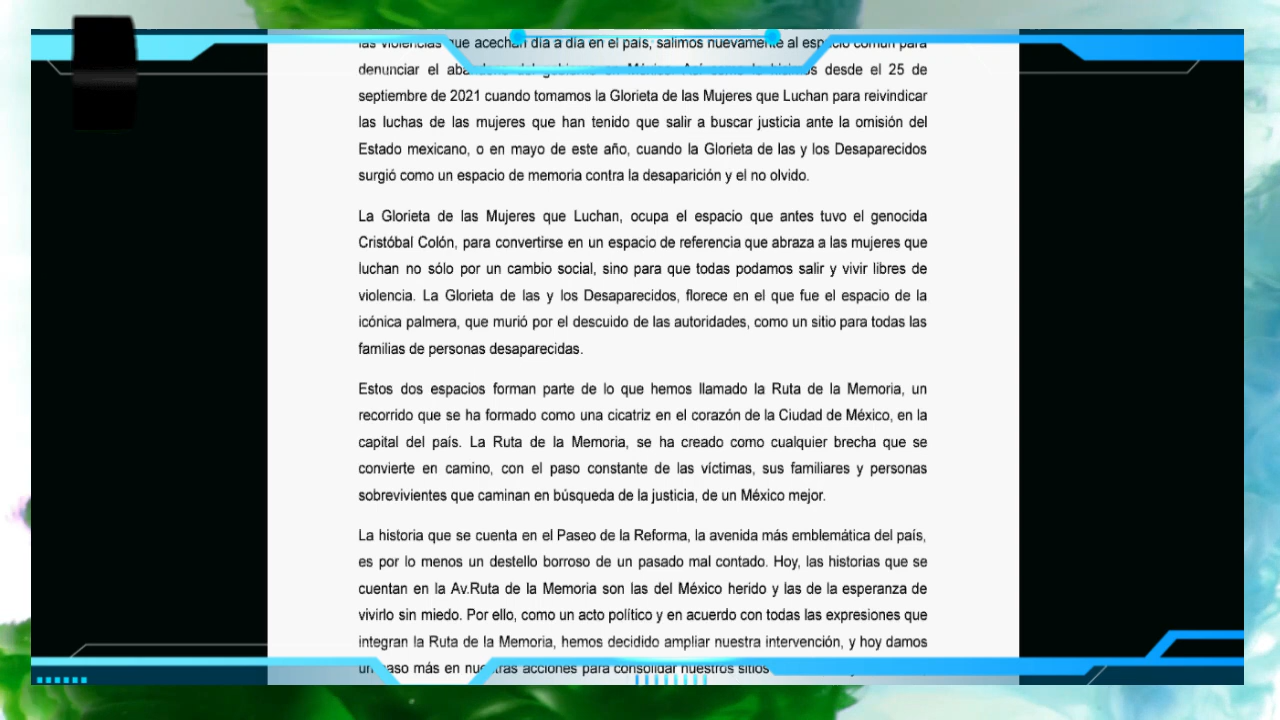 las violencias que acechan día a día en el país, salimos nuevamente al espacio común para
denunciar el abandono del gobierno en México. Así como lo hicimos desde el 25 de
septiembre de 2021 cuando tomamos la Glorieta de las Mujeres que Luchan para reivindicar
las luchas de las mujeres que han tenido que salir a buscar justicia ante la omisión del
Estado mexicano, o en mayo de este año, cuando la Glorieta de las y los Desaparecidos
surgió como un espacio de memoria contra la desaparición y el no olvido.
La Glorieta de las Mujeres que Luchan, ocupa el espacio que antes tuvo el genocida
Cristóbal Colón, para convertirse en un espacio de referencia que abraza a las mujeres que
luchan no sólo por un cambio social, sino para que todas podamos salir y vivir libres de
violencia. La Glorieta de las y los Desaparecidos, florece en el que fue el espacio de la
icónica palmera, que murió por el descuido de las autoridades, como un sitio para todas las
familias de personas desaparecidas.
Estos dos espacios forman parte de lo que hemos llamado la Ruta de la Memoria, un
recorrido que se ha formado como una cicatriz en el corazón de la Ciudad de México, en la
capital del país. La Ruta de la Memoria, se ha creado como cualquier brecha que se
convierte en camino, con el paso constante de las víctimas, sus familiares y personas
sobrevivientes que caminan en búsqueda de la justicia, de un México mejor.
La historia que se cuenta en el Paseo de la Reforma, la avenida más emblemática del país,
es por lo menos un destello borroso de un pasado mal contado. Hoy, las historias que se
cuentan en la Av.Ruta de la Memoria son las del México herido y las de la esperanza de
vivirlo sin miedo. Por ello, como un acto político y en acuerdo con todas las expresiones que
integran la Ruta de la Memoria, hemos decidido ampliar nuestra intervención, y hoy damos
un paso más en nuestras acciones para consolidar nuestros sitios